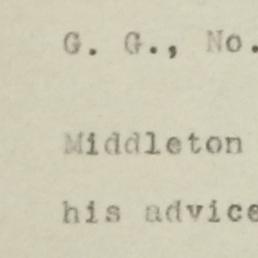 G. G., No.
Middleton
his advice